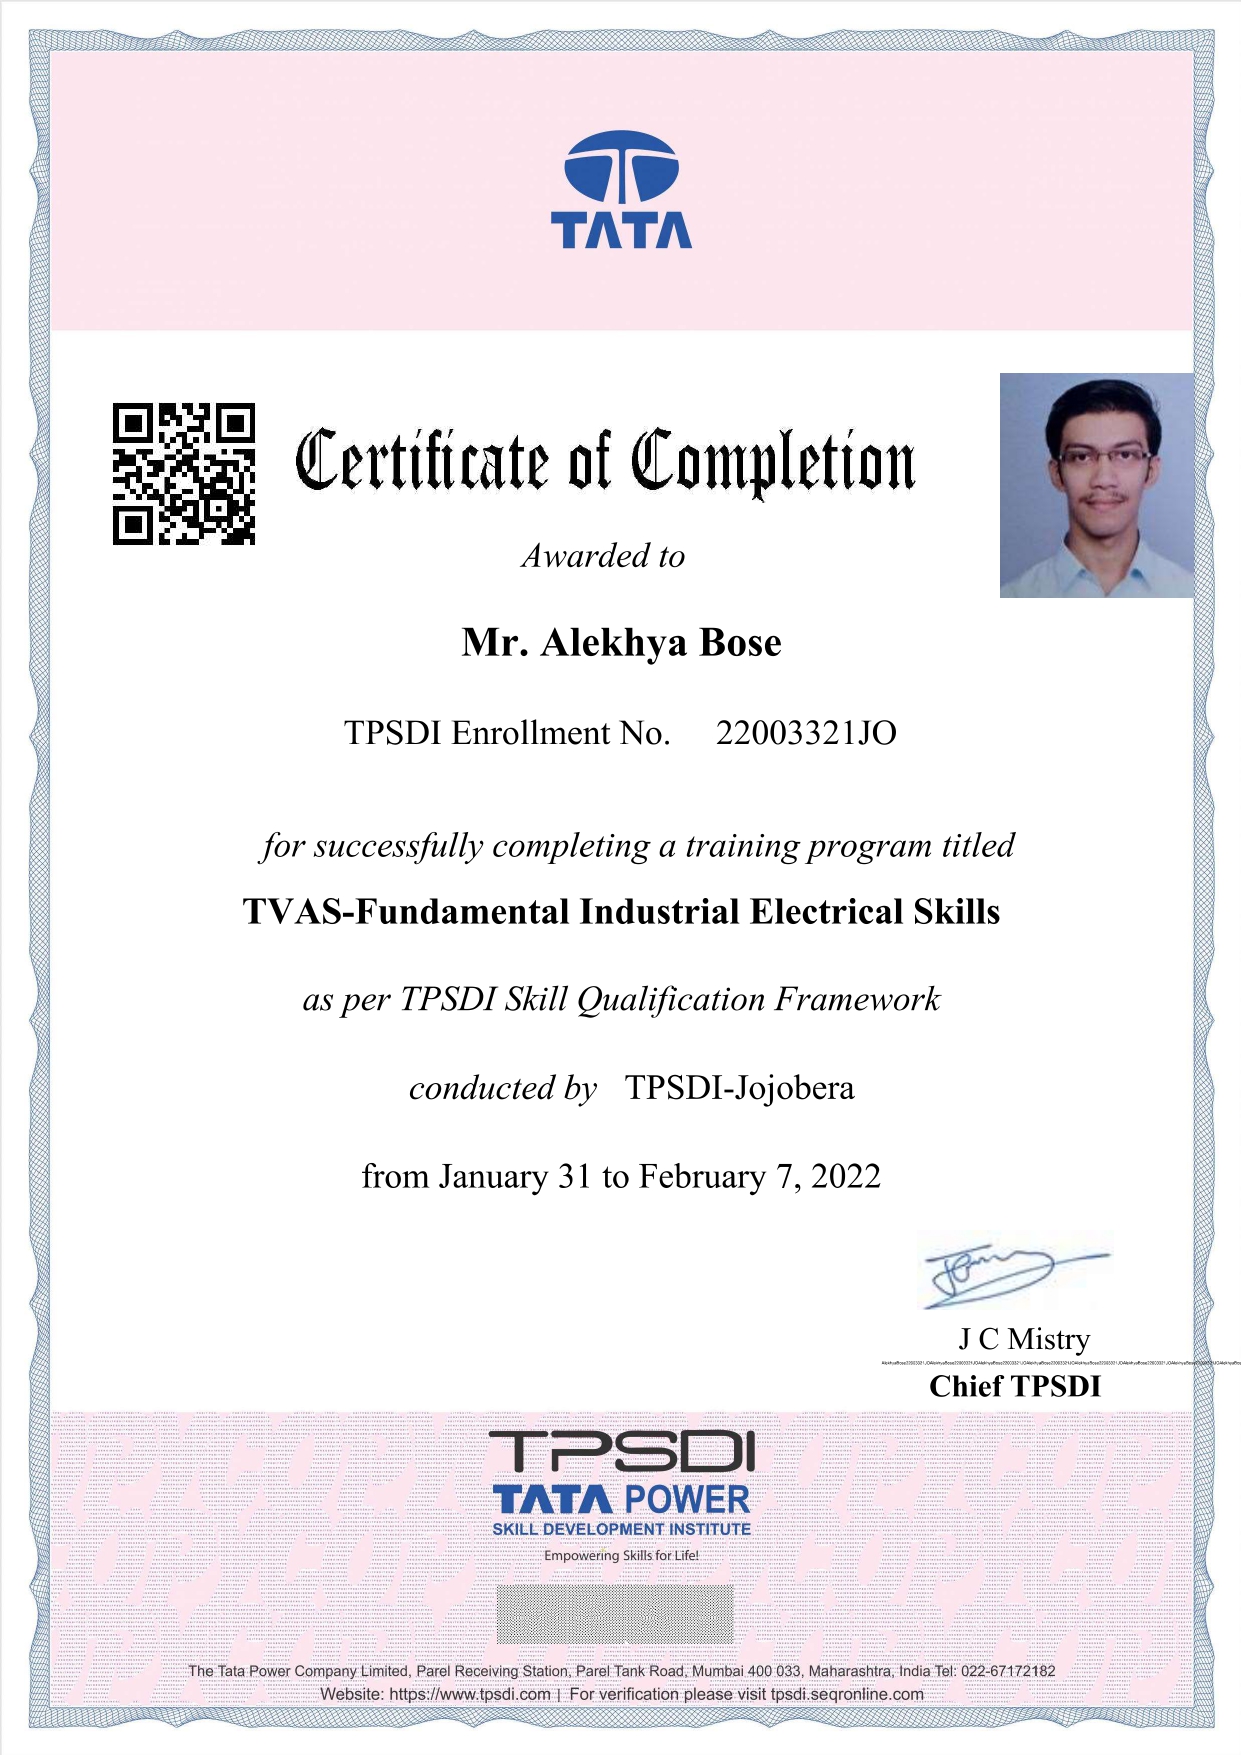 TATA
Certificate of Completion
Awarded to
Mr. Alekhya Bose
TPSDI Enrollment No. 22003321JO
for successfully completing a training program titled
TVAS-Fundamental Industrial Electrical Skills
as per TPSDI Skill Qualification Framework
conducted by TPSDI-Jojobera
from January 31 to February 7, 2022
J C Mistry
AlekhyaBose22003321JOAlekhyaBose22003321JOAlekhyaBose22003321JOAlekhyaBose22003321JOAlekhyaBose22003321JOAlekhyaBose22003321JOAlekhyaBose
Chief TPSDI
TPSDI
TATA POWER
SKILL DEVELOPMENT INSTITUTE
Empowering Skills for Life!
The Tata Power Company Limited, Parel Receiving Station, Parel Tank Road, Mumbai 400 033, Maharashtra, India Tel: 022-67172182
Website: https://www.tpsdi.com | For verification please visit tpsdi.seqronline.com